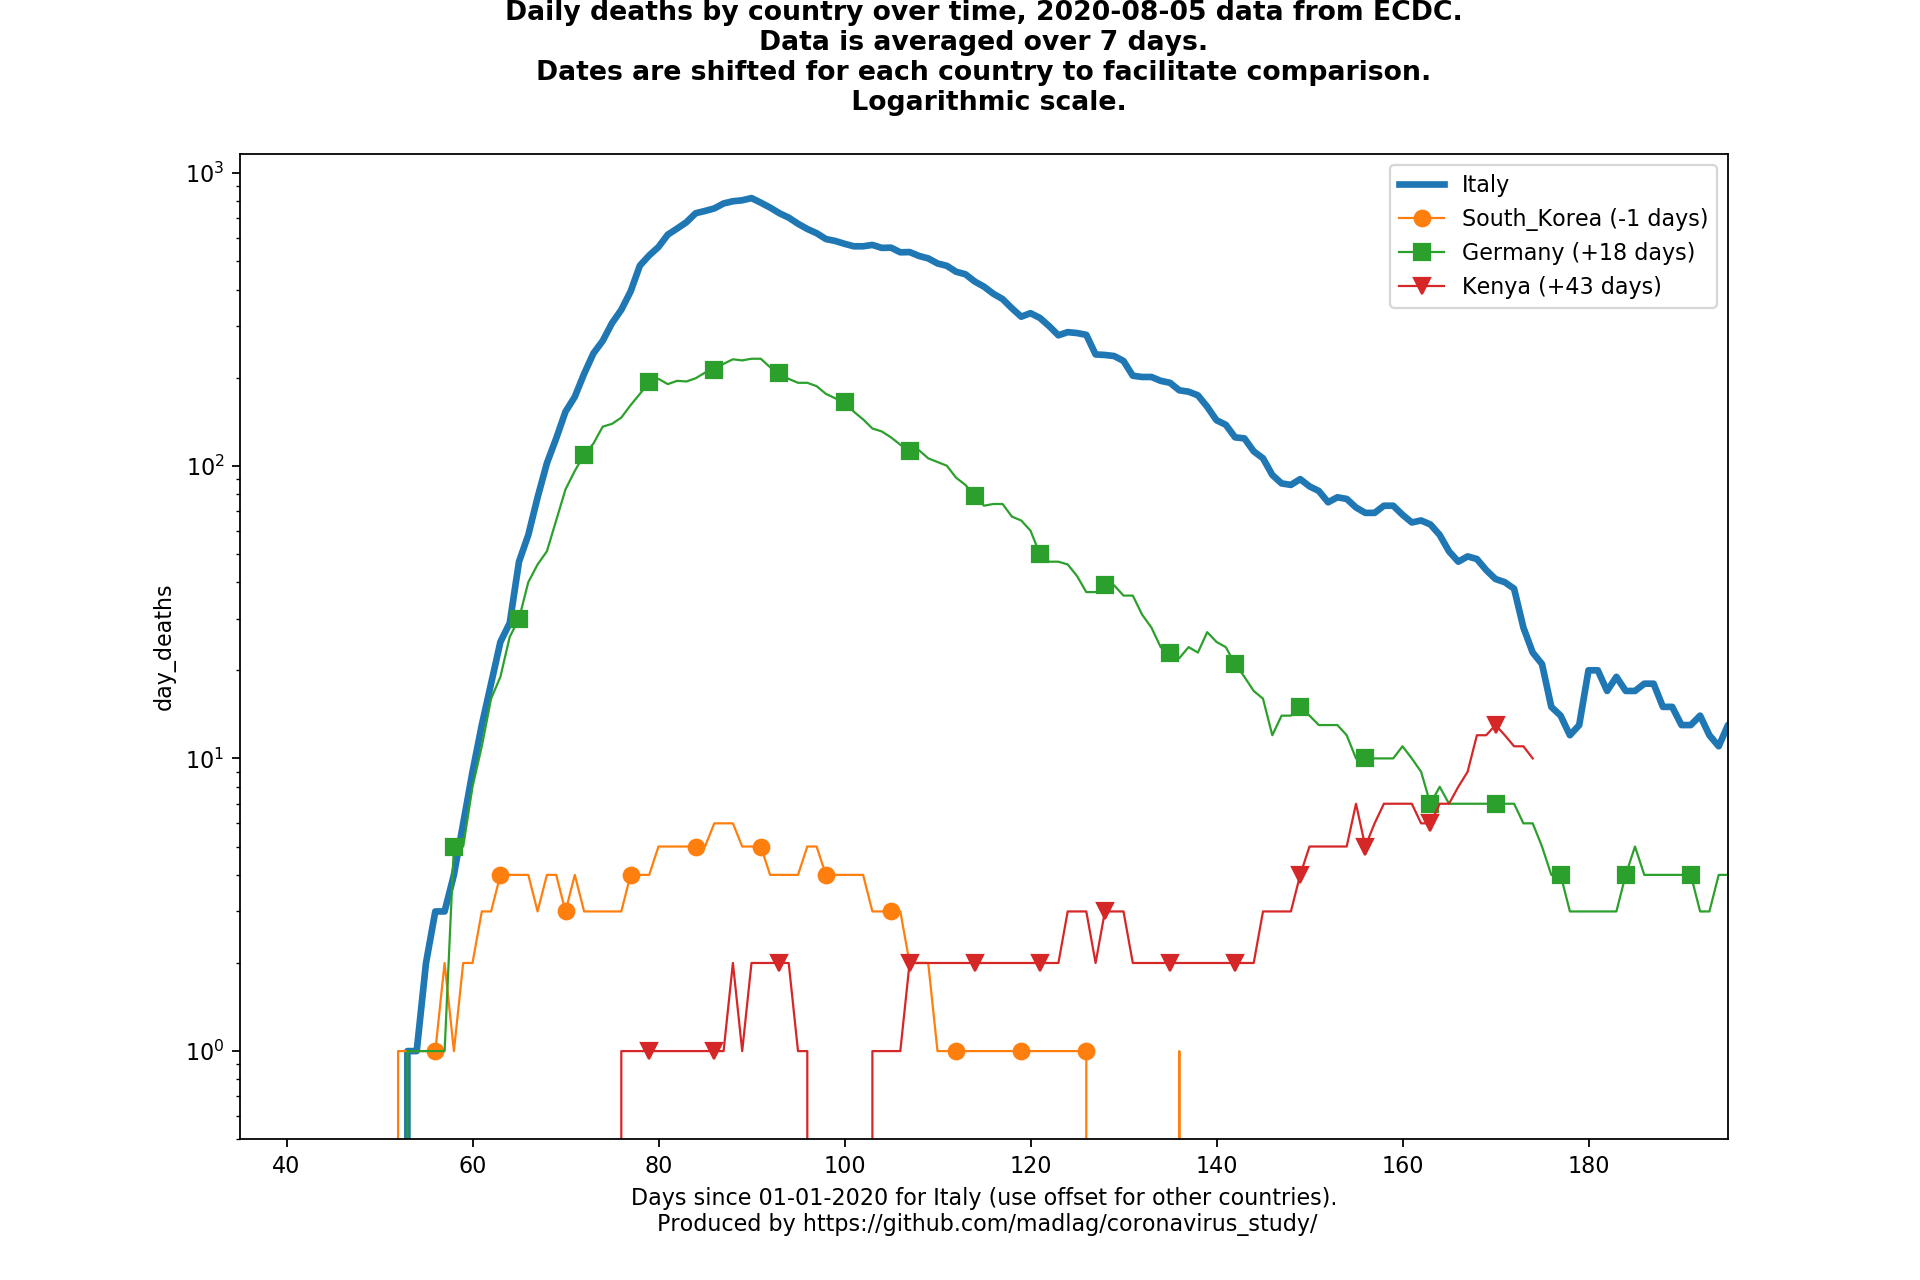 Daily deaths by country over time, 2020-08-05 data from ECDC.
Data is averaged over 7 days.
Dates are shifted for each country to facilitate comparison.
Logarithmic scale.
10³
10²
10¹
10⁰
day_deaths
Italy
South_Korea (-1 days)
Germany (+18 days)
Kenya (+43 days)
40 60 80 100 120 140 160 180
Days since 01-01-2020 for Italy (use offset for other countries).
Produced by https://github.com/madlag/coronavirus_study/